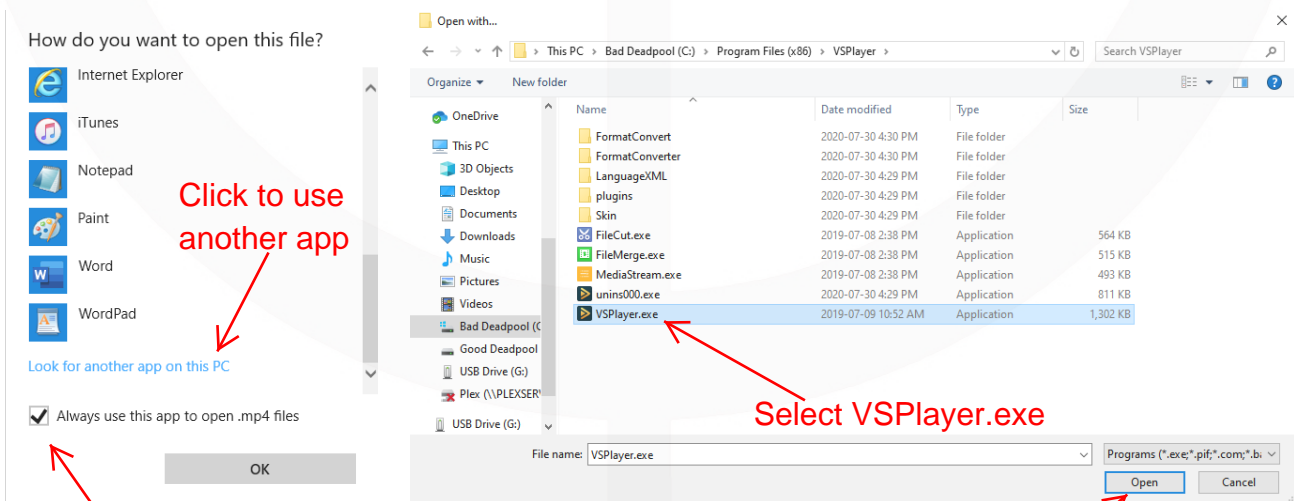 How do you want to open this file?
Internet Explorer
iTunes
Notepad
Paint
Word
WordPad
Look for another app on this PC
Always use this app to open .mp4 files
OK
Click to use
another app
Open with...
This PC > Bad Deadpool (C:) > Program Files (x86) > VSPlayer >
Search VSPlayer
Organize New folder
OneDrive
This PC
3D Objects
Desktop
Documents
Downloads
Music
Pictures
Videos
Bad Deadpool (C
Good Deadpool
USB Drive (G:)
Plex (\\PLEXSER
USB Drive (G:)
Name Date modified Type Size
FormatConvert 2020-07-30 4:30 PM File folder
FormatConverter 2020-07-30 4:30 PM File folder
LanguageXML 2020-07-30 4:29 PM File folder
plugins 2020-07-30 4:29 PM File folder
Skin 2020-07-30 4:29 PM File folder
FileCut.exe 2019-07-08 2:38 PM Application 564 KB
FileMerge.exe 2019-07-08 2:38 PM Application 515 KB
MediaStream.exe 2019-07-08 2:38 PM Application 493 KB
unins000.exe 2020-07-30 4:29 PM Application 811 KB
VSPlayer.exe 2019-07-09 10:52 AM Application 1,302 KB
Select VSPlayer.exe
File name: VSPlayer.exe
Programs (*.exe;*.pif;*.com;*.ba
Open Cancel